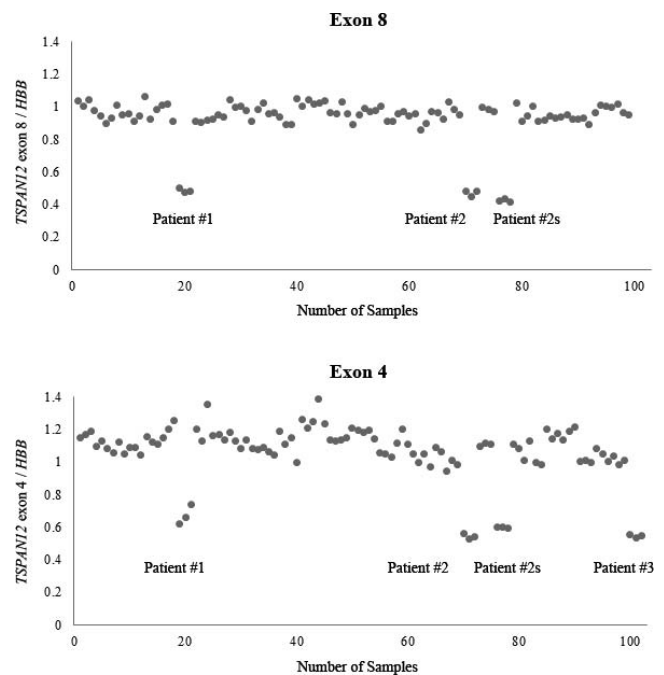 Exon 8
TSPAN12 exon 8 / HBB
1.4
1.2
1
0.8
0.6
0.4
0.2
0
Patient #1
Patient #2
Patient #2s
0
20
40
60
80
100
Number of Samples
Exon 4
TSPAN12 exon 4 / HBB
1.4
1.2
1
0.8
0.6
0.4
0.2
0
Patient #1
Patient #2
Patient #2s
Patient #3
0
20
40
60
80
100
Number of Samples